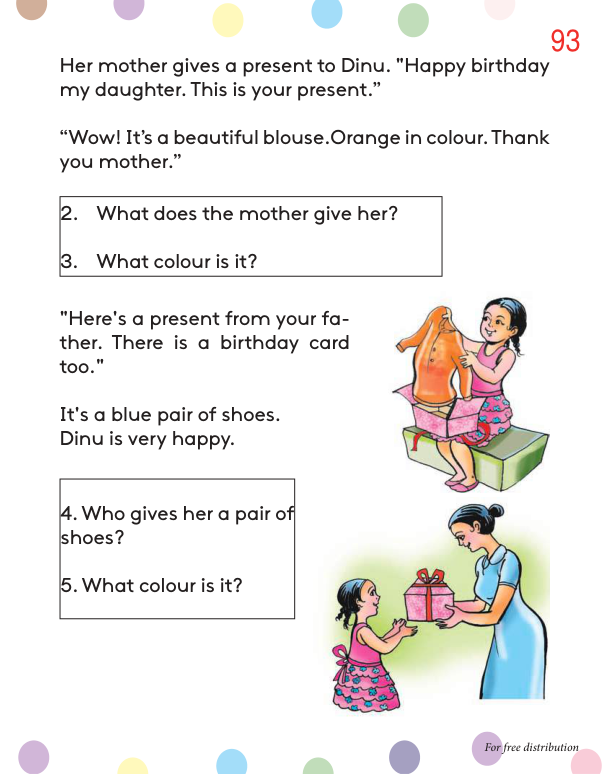 93
Her mother gives a present to Dinu. "Happy birthday
my daughter. This is your present.”
“Wow! It’s a beautiful blouse.Orange in colour. Thank
you mother.”
2. What does the mother give her?
3. What colour is it?
"Here's a present from your fa-
ther. There is a birthday card
too."
It's a blue pair of shoes.
Dinu is very happy.
4. Who gives her a pair of
shoes?
5. What colour is it?
For free distribution